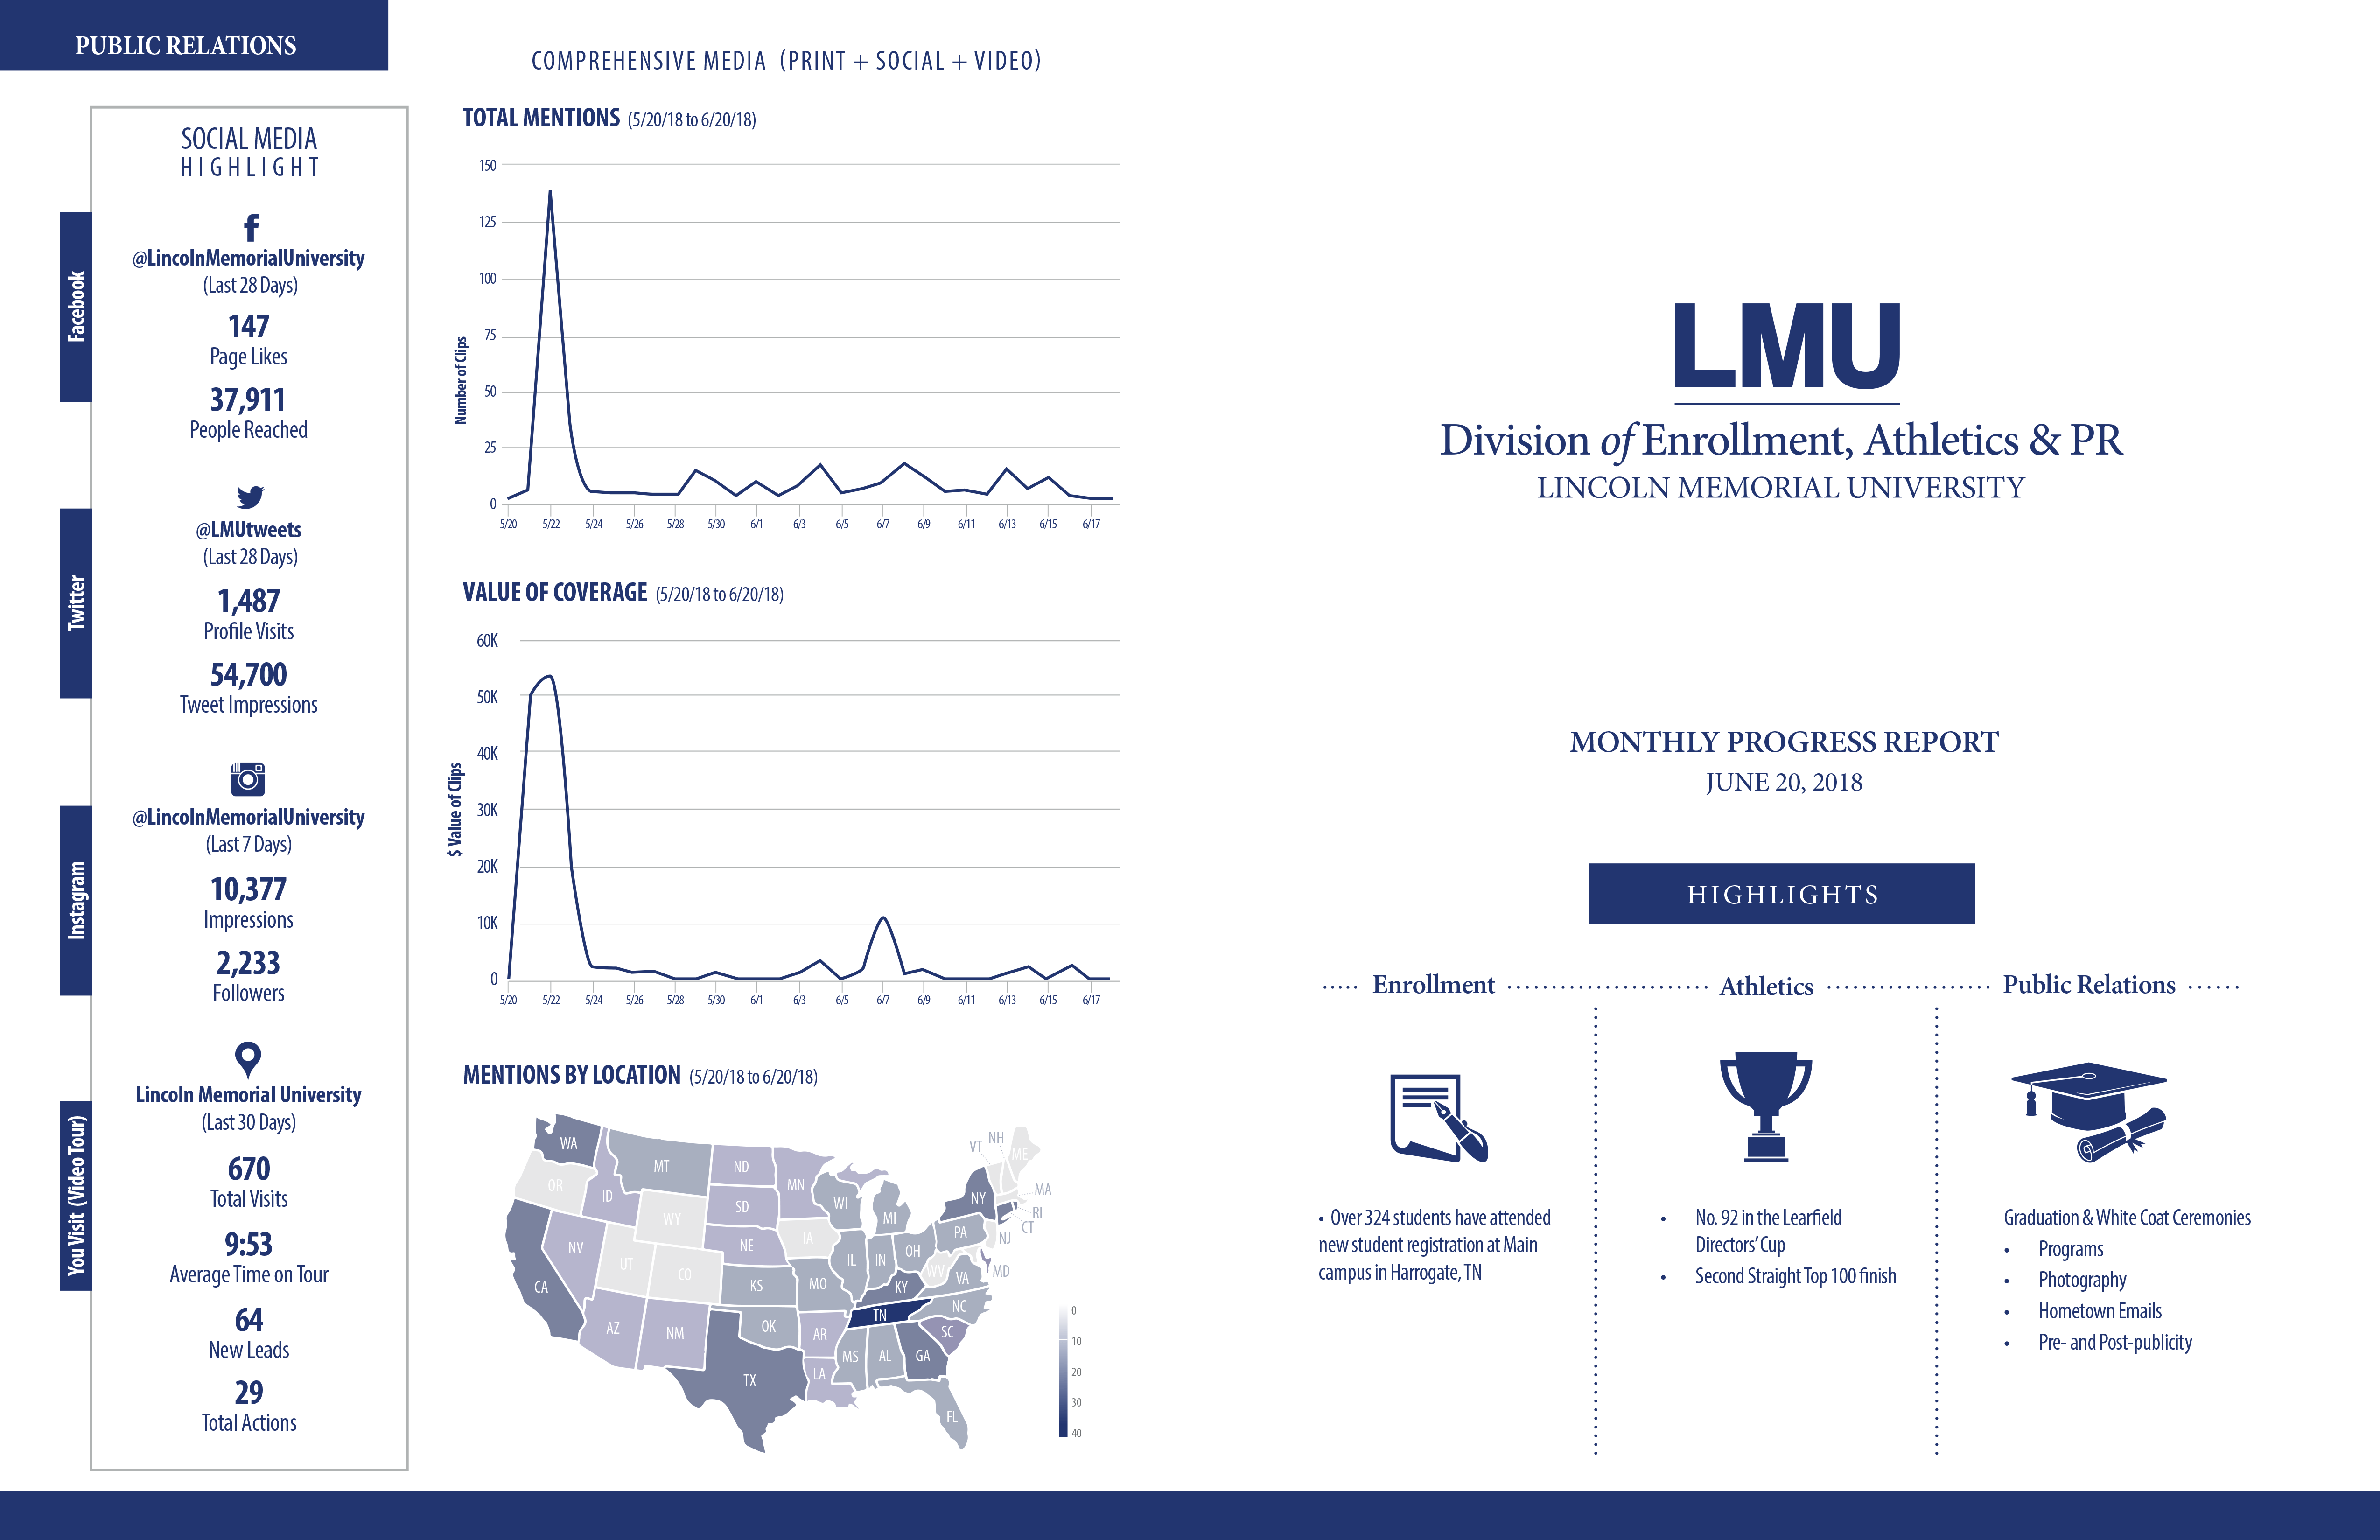 PUBLIC RELATIONS
SOCIAL MEDIA
HIGHLIGHT
Facebook
@LincolnMemorialUniversity
(Last 28 Days)
147
Page Likes
37,911
People Reached
Twitter
@LMUtweets
(Last 28 Days)
1,487
Profile Visits
54,700
Tweet Impressions
Instagram
@LincolnMemorialUniversity
(Last 7 Days)
10,377
Impressions
2,233
Followers
You Visit (Video Tour)
Lincoln Memorial University
(Last 30 Days)
670
Total Visits
9:53
Average Time on Tour
64
New Leads
29
Total Actions
COMPREHENSIVE MEDIA (PRINT + SOCIAL + VIDEO)
TOTAL MENTIONS (5/20/18 to 6/20/18)
Number of Clips
150
125
100
75
50
25
0
5/20 5/22 5/24 5/26 5/28 5/30 6/1 6/3 6/5 6/7 6/9 6/11 6/13 6/15 6/17
VALUE OF COVERAGE (5/20/18 to 6/20/18)
$ Value of Clips
60K
50K
40K
30K
20K
10K
0
5/20 5/22 5/24 5/26 5/28 5/30 6/1 6/3 6/5 6/7 6/9 6/11 6/13 6/15 6/17
MENTIONS BY LOCATION (5/20/18 to 6/20/18)
WA MT ND MN VT NH ME
OR ID SD WI MI NY MA
WY RI
CT
NV UT CO NE IA IL IN OH PA NJ
CA KS MO KY WV VA MD
AZ NM OK AR TN NC
SC
TX LA MS AL GA
FL
0
10
20
30
40
LMU
Division of Enrollment, Athletics & PR
LINCOLN MEMORIAL UNIVERSITY
MONTHLY PROGRESS REPORT
JUNE 20, 2018
HIGHLIGHTS
Enrollment
• Over 324 students have attended
new student registration at Main
campus in Harrogate, TN
Athletics
• No. 92 in the Learfield
Directors' Cup
• Second Straight Top 100 finish
Public Relations
Graduation & White Coat Ceremonies
• Programs
• Photography
• Hometown Emails
• Pre- and Post-publicity